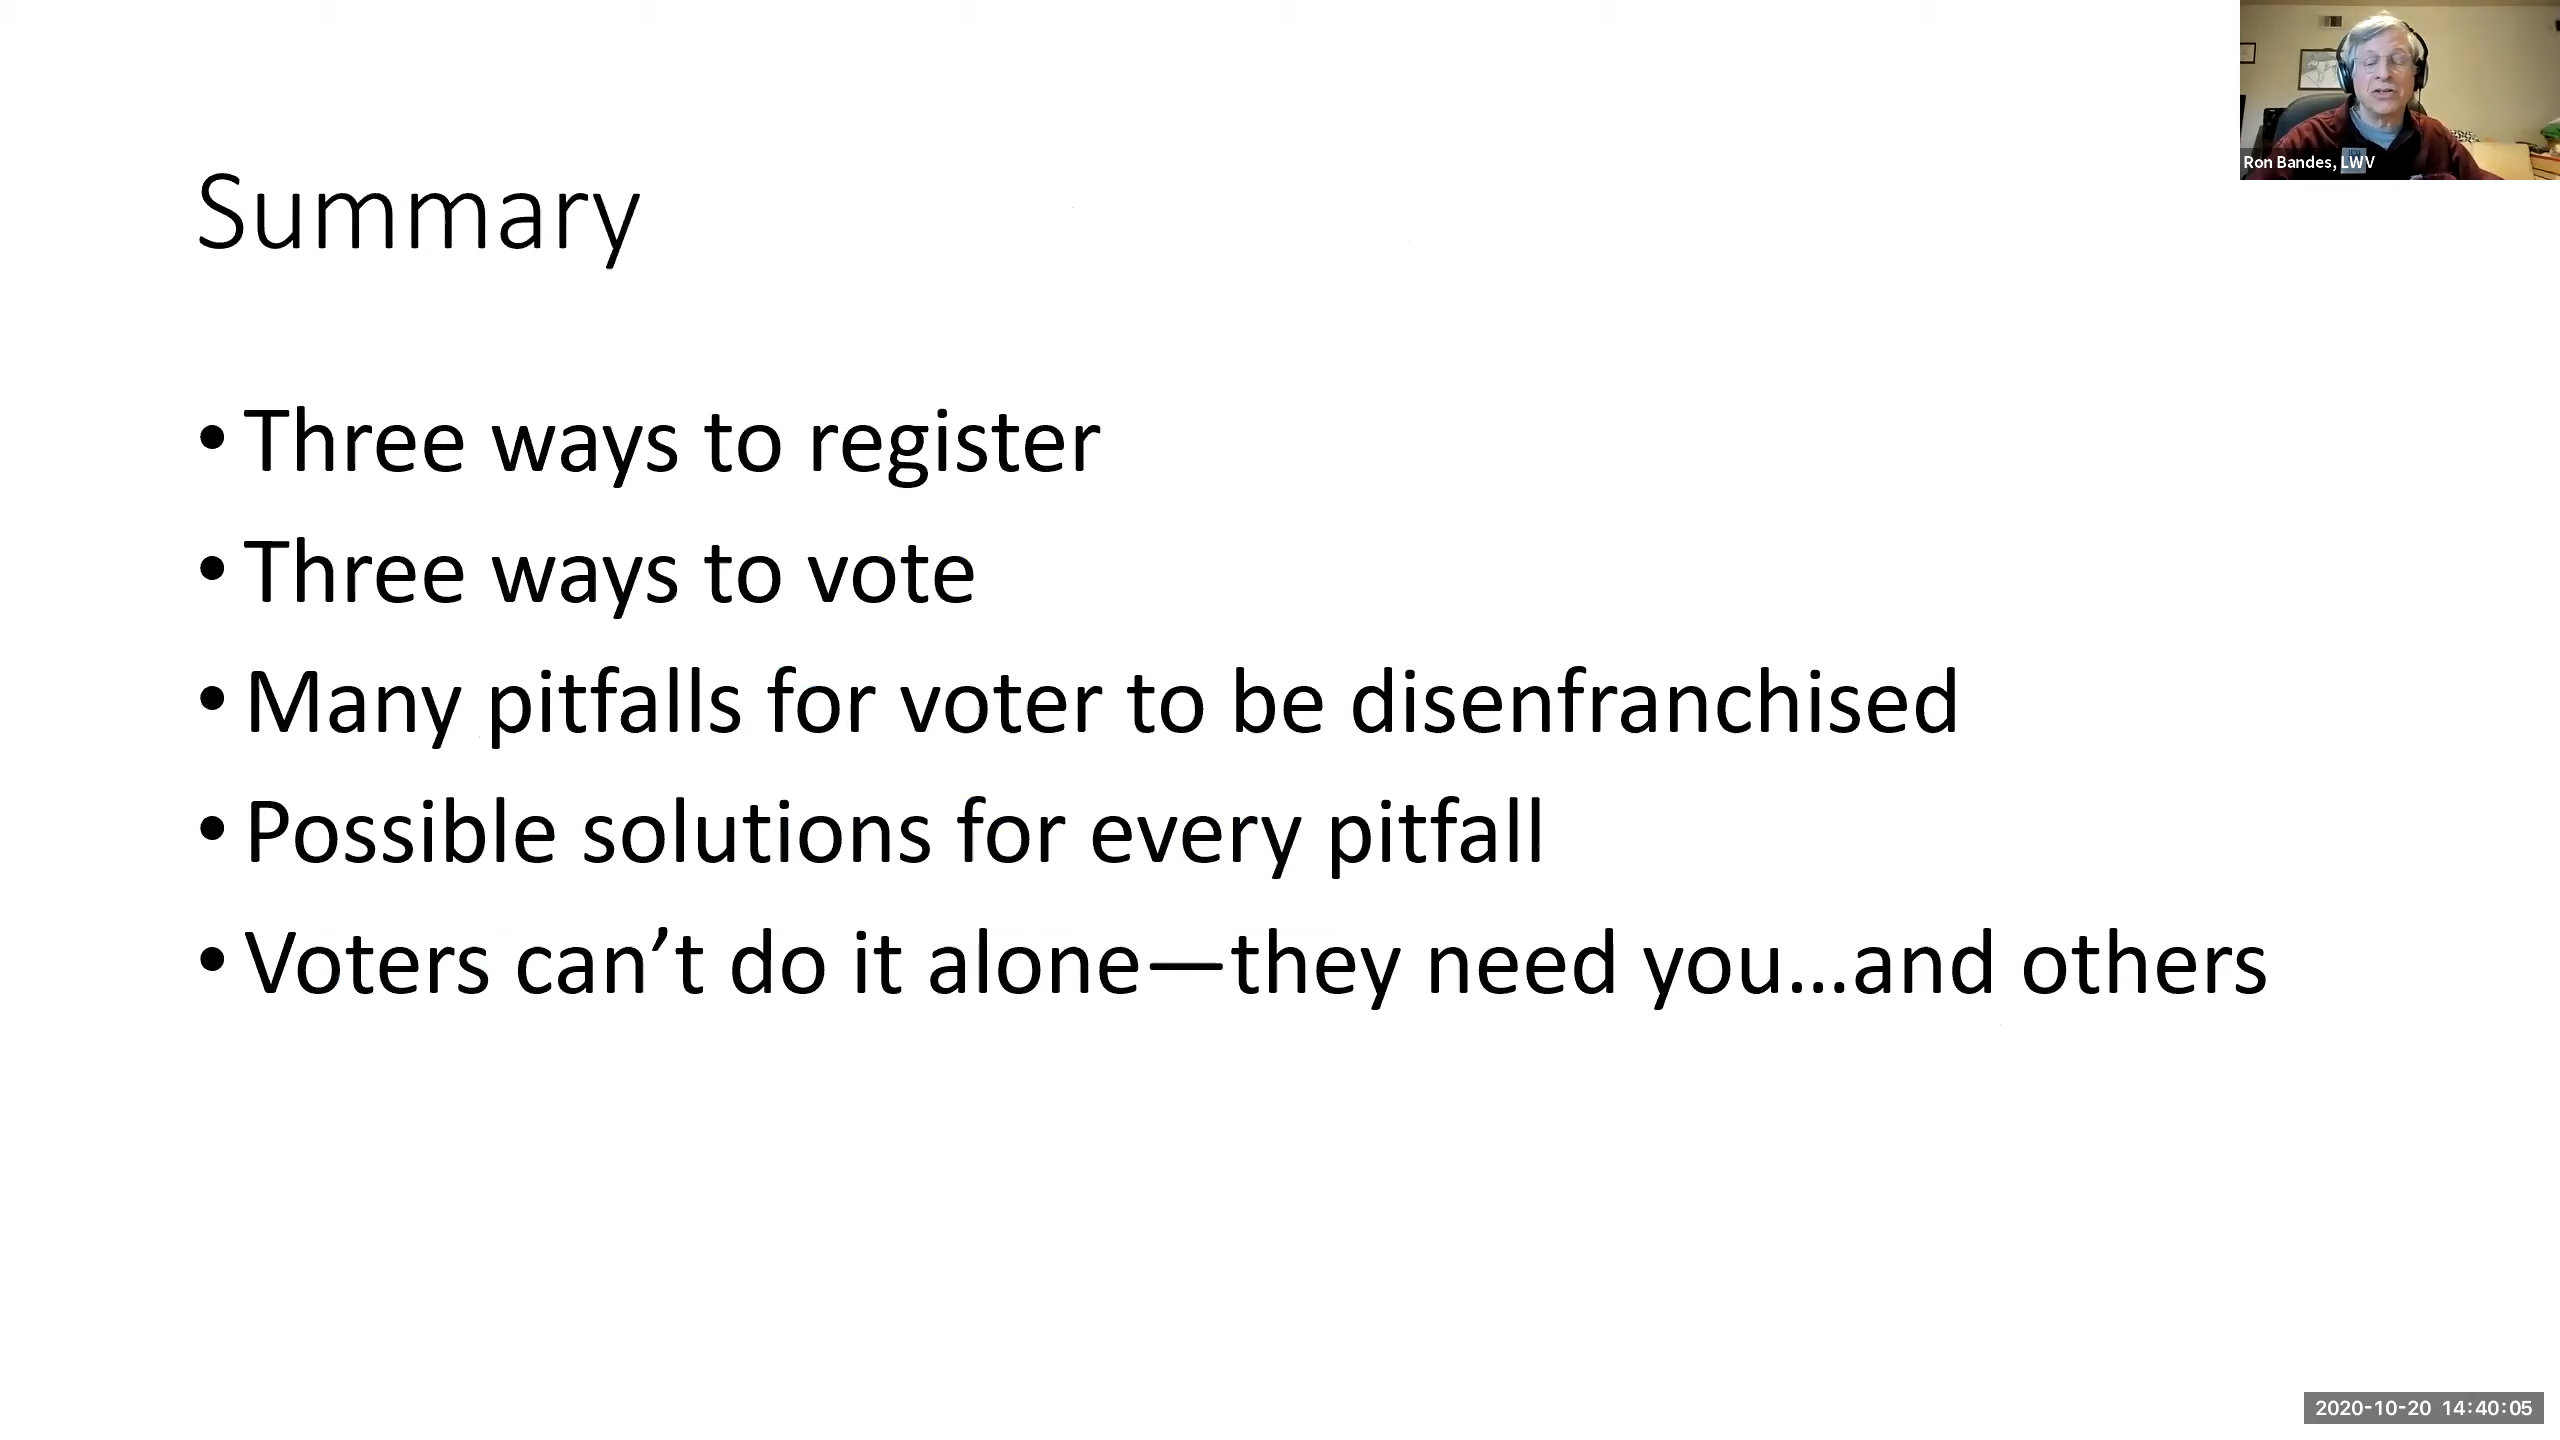 Ron Bandes, LWV
Summary
• Three ways to register
• Three ways to vote
• Many pitfalls for voter to be disenfranchised
• Possible solutions for every pitfall
• Voters can’t do it alone—they need you…and others
2020-10-20 14:40:05